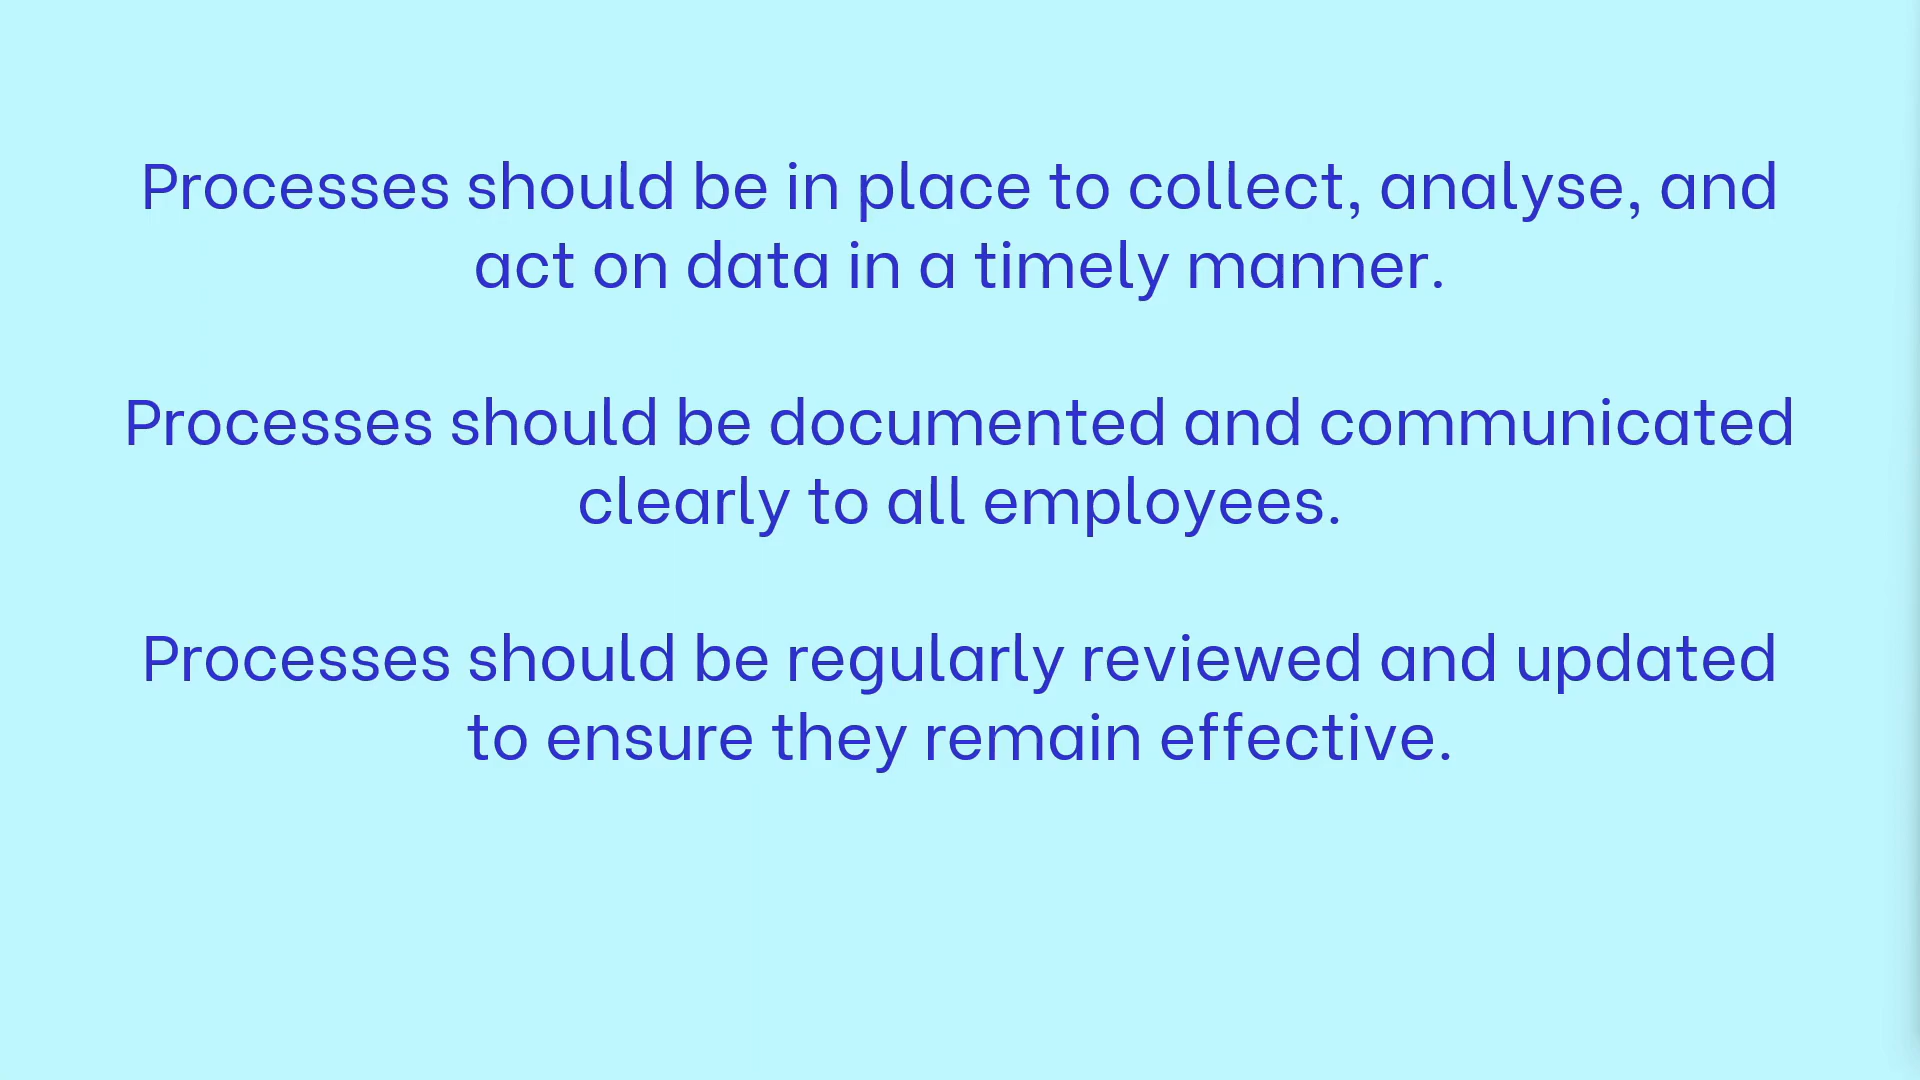 Processes should be in place to collect, analyse, and
act on data in a timely manner.
Processes should be documented and communicated
clearly to all employees.
Processes should be regularly reviewed and updated
to ensure they remain effective.